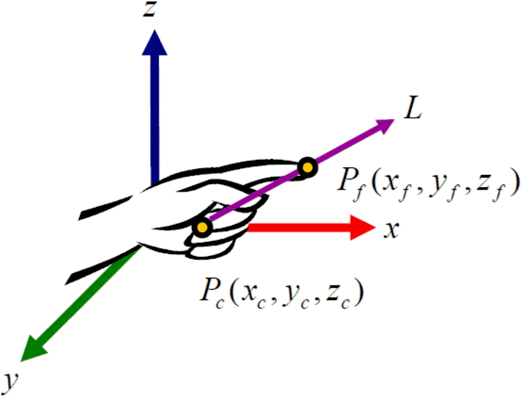 z
L
P_f(x_f, y_f, z_f)
x
P_c(x_c, y_c, z_c)
y